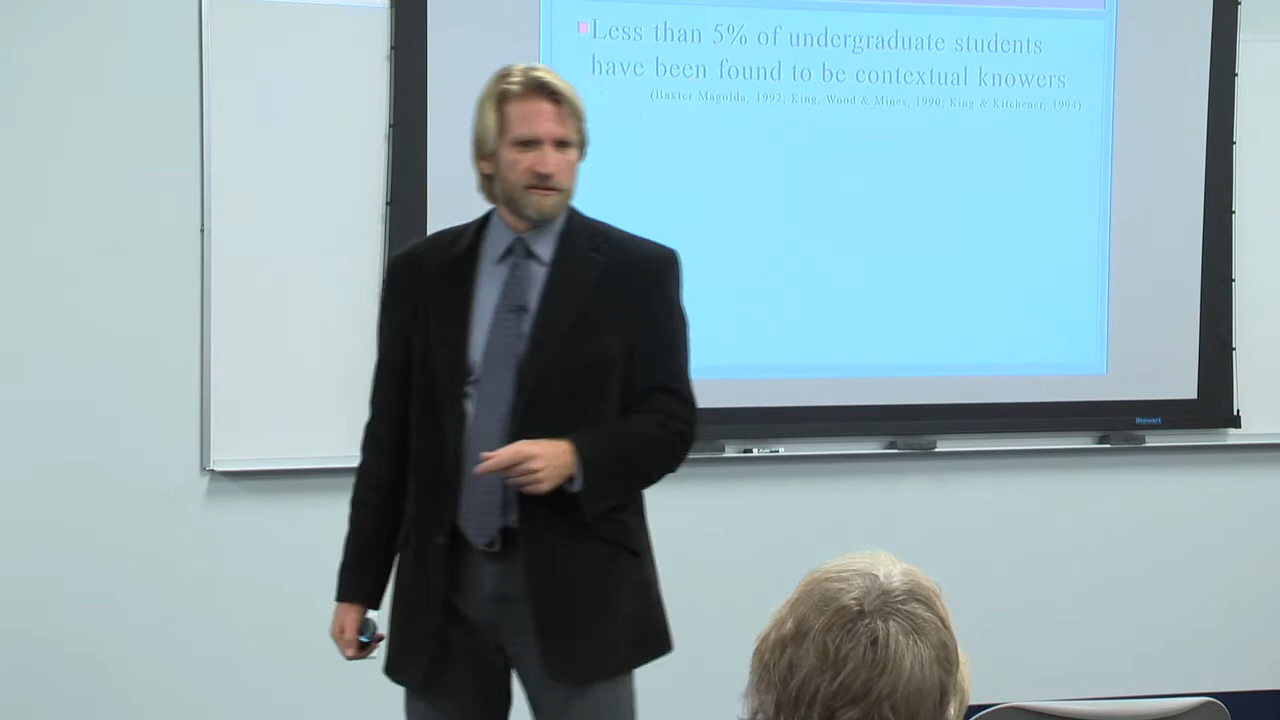 Less than 5% of undergraduate students
have been found to be contextual knowers
(Baxter Magolda, 1992; King, Wood & Mines, 1990; King & Kitchener, 1994)
Stewart